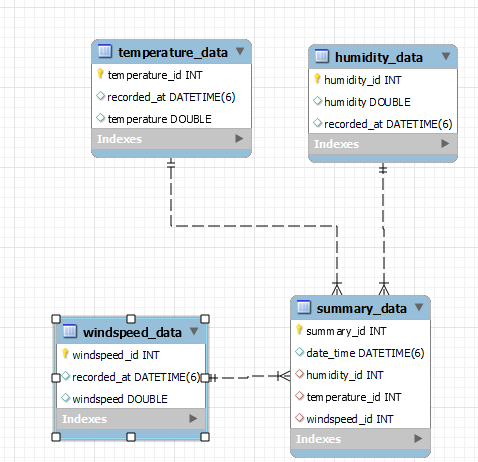 temperature_data
temperature_id INT
recorded_at DATETIME(6)
temperature DOUBLE
Indexes
humidity_data
humidity_id INT
humidity DOUBLE
recorded_at DATETIME(6)
Indexes
windspeed_data
windspeed_id INT
recorded_at DATETIME(6)
windspeed DOUBLE
Indexes
summary_data
summary_id INT
date_time DATETIME(6)
humidity_id INT
temperature_id INT
windspeed_id INT
Indexes